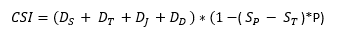 CSI = (D_S + D_T + D_J + D_D ) * (1 −( S_P − S_T )*P)